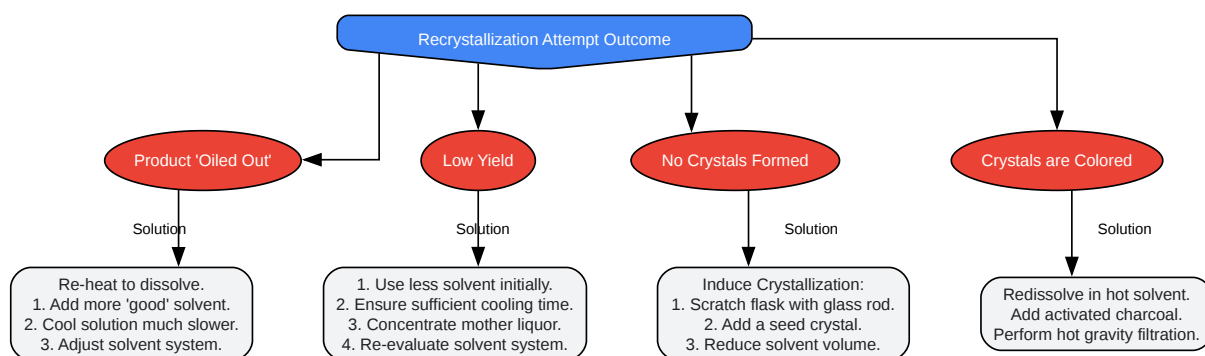 Recrystallization Attempt Outcome
Product 'Oiled Out'
Low Yield
No Crystals Formed
Crystals are Colored
Solution
Solution
Solution
Solution
Re-heat to dissolve.
1. Add more 'good' solvent.
2. Cool solution much slower.
3. Adjust solvent system.
1. Use less solvent initially.
2. Ensure sufficient cooling time.
3. Concentrate mother liquor.
4. Re-evaluate solvent system.
Induce Crystallization:
1. Scratch flask with glass rod.
2. Add a seed crystal.
3. Reduce solvent volume.
Redissolve in hot solvent.
Add activated charcoal.
Perform hot gravity filtration.